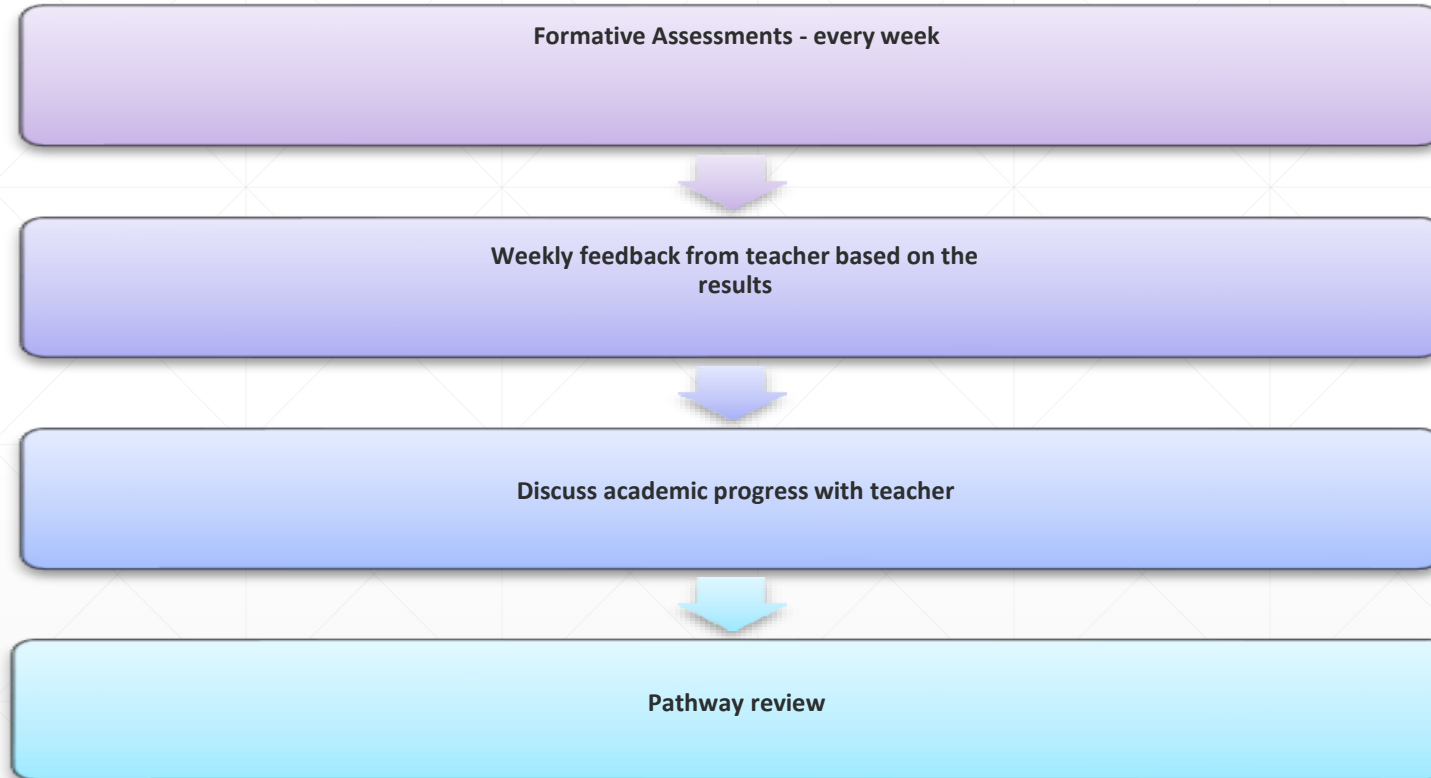 Formative Assessments - every week
Weekly feedback from teacher based on the
results
Discuss academic progress with teacher
Pathway review